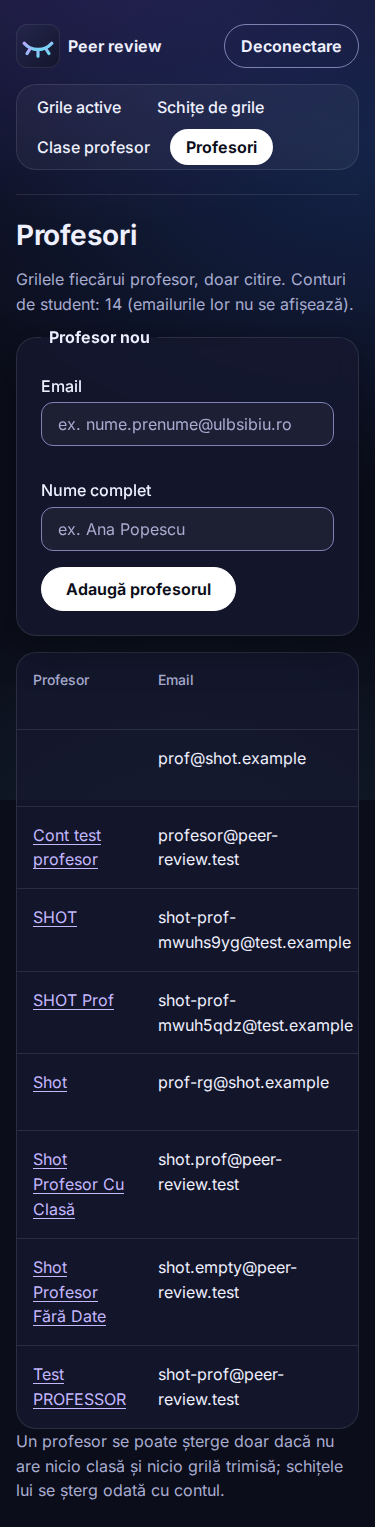 Peer review
Deconectare
Grile active
Schițe de grile
Clase profesor
Profesori
Profesori
Grilele fiecărui profesor, doar citire. Conturi
de student: 14 (emailurile lor nu se afișează).
Profesor nou
Email
ex. nume.prenume@ulbsibiu.ro
Nume complet
ex. Ana Popescu
Adaugă profesorul
Profesor Email
prof@shot.example
Cont test profesor@peer-
profesor review.test
SHOT shot-prof-
mwuhs9yg@test.example
SHOT Prof shot-prof-
mwuh5qdz@test.example
Shot prof-rg@shot.example
Shot shot.prof@peer-
Profesor Cu review.test
Clasă
Shot shot.empty@peer-
Profesor review.test
Fără Date
Test shot-prof@peer-
PROFESSOR review.test
Un profesor se poate șterge doar dacă nu
are nicio clasă și nicio grilă trimisă; schițele
lui se șterg odată cu contul.